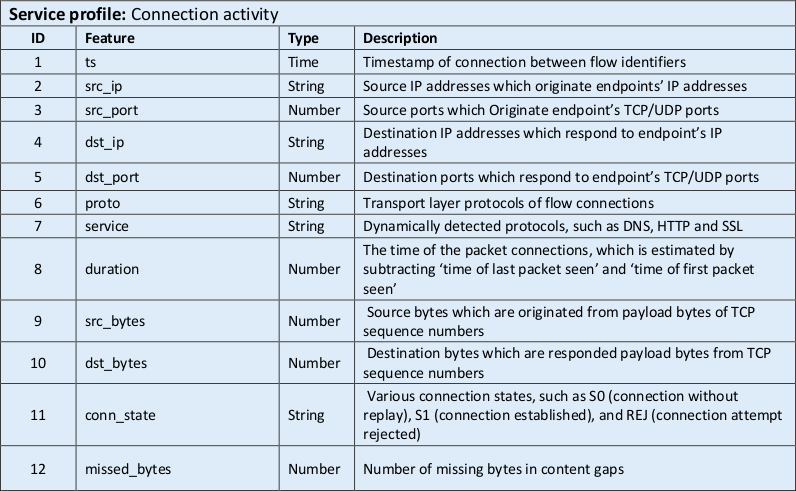 Service profile: Connection activity
ID Feature Type Description
1 ts Time Timestamp of connection between flow identifiers
2 src_ip String Source IP addresses which originate endpoints' IP addresses
3 src_port Number Source ports which Originate endpoint's TCP/UDP ports
4 dst_ip String Destination IP addresses which respond to endpoint's IP
addresses
5 dst_port Number Destination ports which respond to endpoint's TCP/UDP ports
6 proto String Transport layer protocols of flow connections
7 service String Dynamically detected protocols, such as DNS, HTTP and SSL
8 duration Number The time of the packet connections, which is estimated by
subtracting ‘time of last packet seen’ and ‘time of first packet
seen’
9 src_bytes Number Source bytes which are originated from payload bytes of TCP
sequence numbers
10 dst_bytes Number Destination bytes which are responded payload bytes from TCP
sequence numbers
11 conn_state String Various connection states, such as S0 (connection without
replay), S1 (connection established), and REJ (connection attempt
rejected)
12 missed_bytes Number Number of missing bytes in content gaps